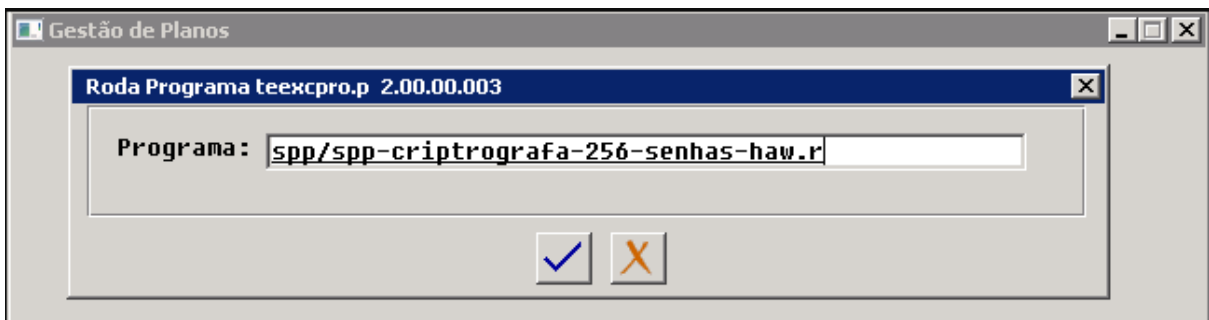 Gestão de Planos
Roda Programa teexcpro.p 2.00.00.003
Programa: spp/spp-criptrografa-256-senhas-haw.r